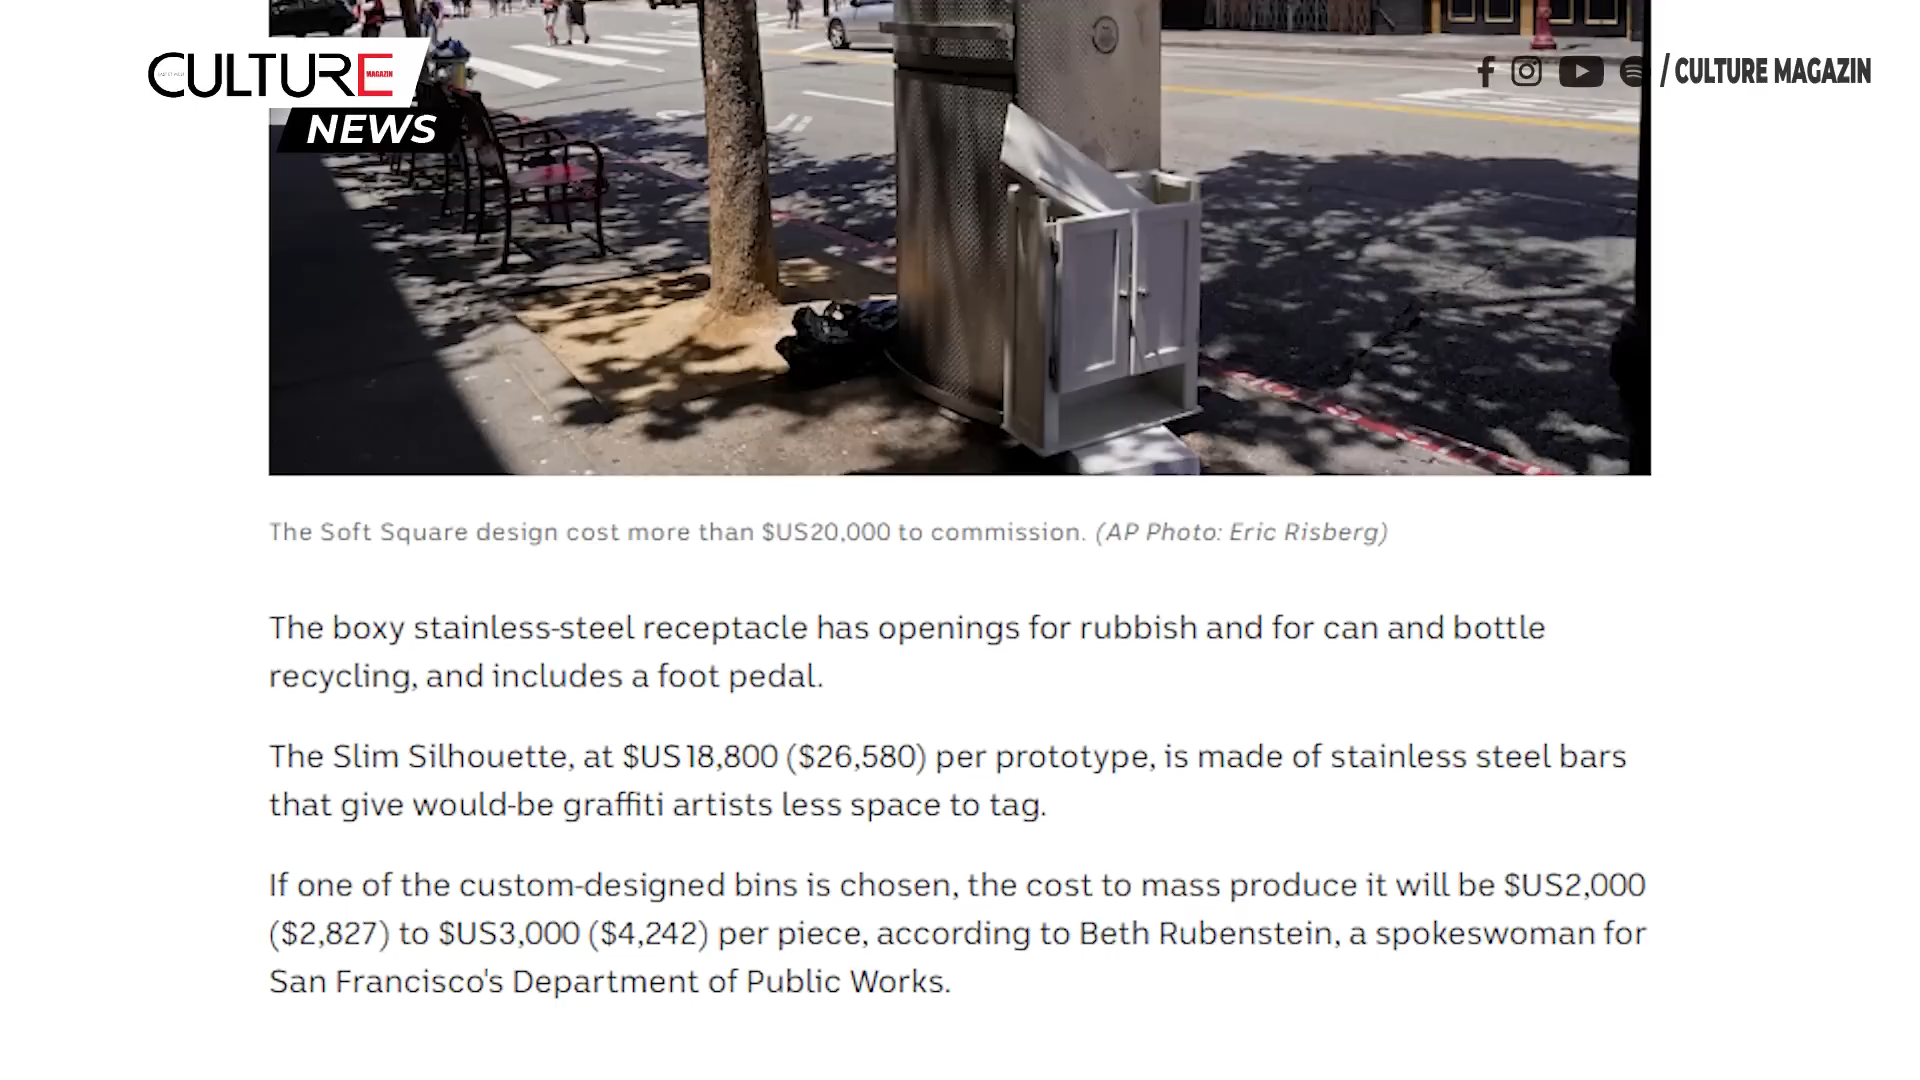 CULTURE
MAGAZIN
NEWS
/ CULTURE MAGAZIN
The Soft Square design cost more than $US20,000 to commission. (AP Photo: Eric Risberg)
The boxy stainless-steel receptacle has openings for rubbish and for can and bottle
recycling, and includes a foot pedal.
The Slim Silhouette, at $US18,800 ($26,580) per prototype, is made of stainless steel bars
that give would-be graffiti artists less space to tag.
If one of the custom-designed bins is chosen, the cost to mass produce it will be $US2,000
($2,827) to $US3,000 ($4,242) per piece, according to Beth Rubenstein, a spokeswoman for
San Francisco's Department of Public Works.